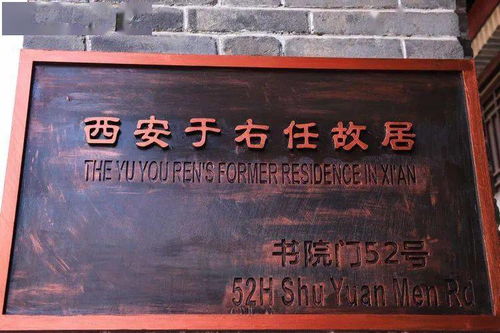 西安于右任故居
THE YU YOU REN'S FORMER RESIDENCE IN XI'AN
书院门52号
52H Shu Yuan Men Rd